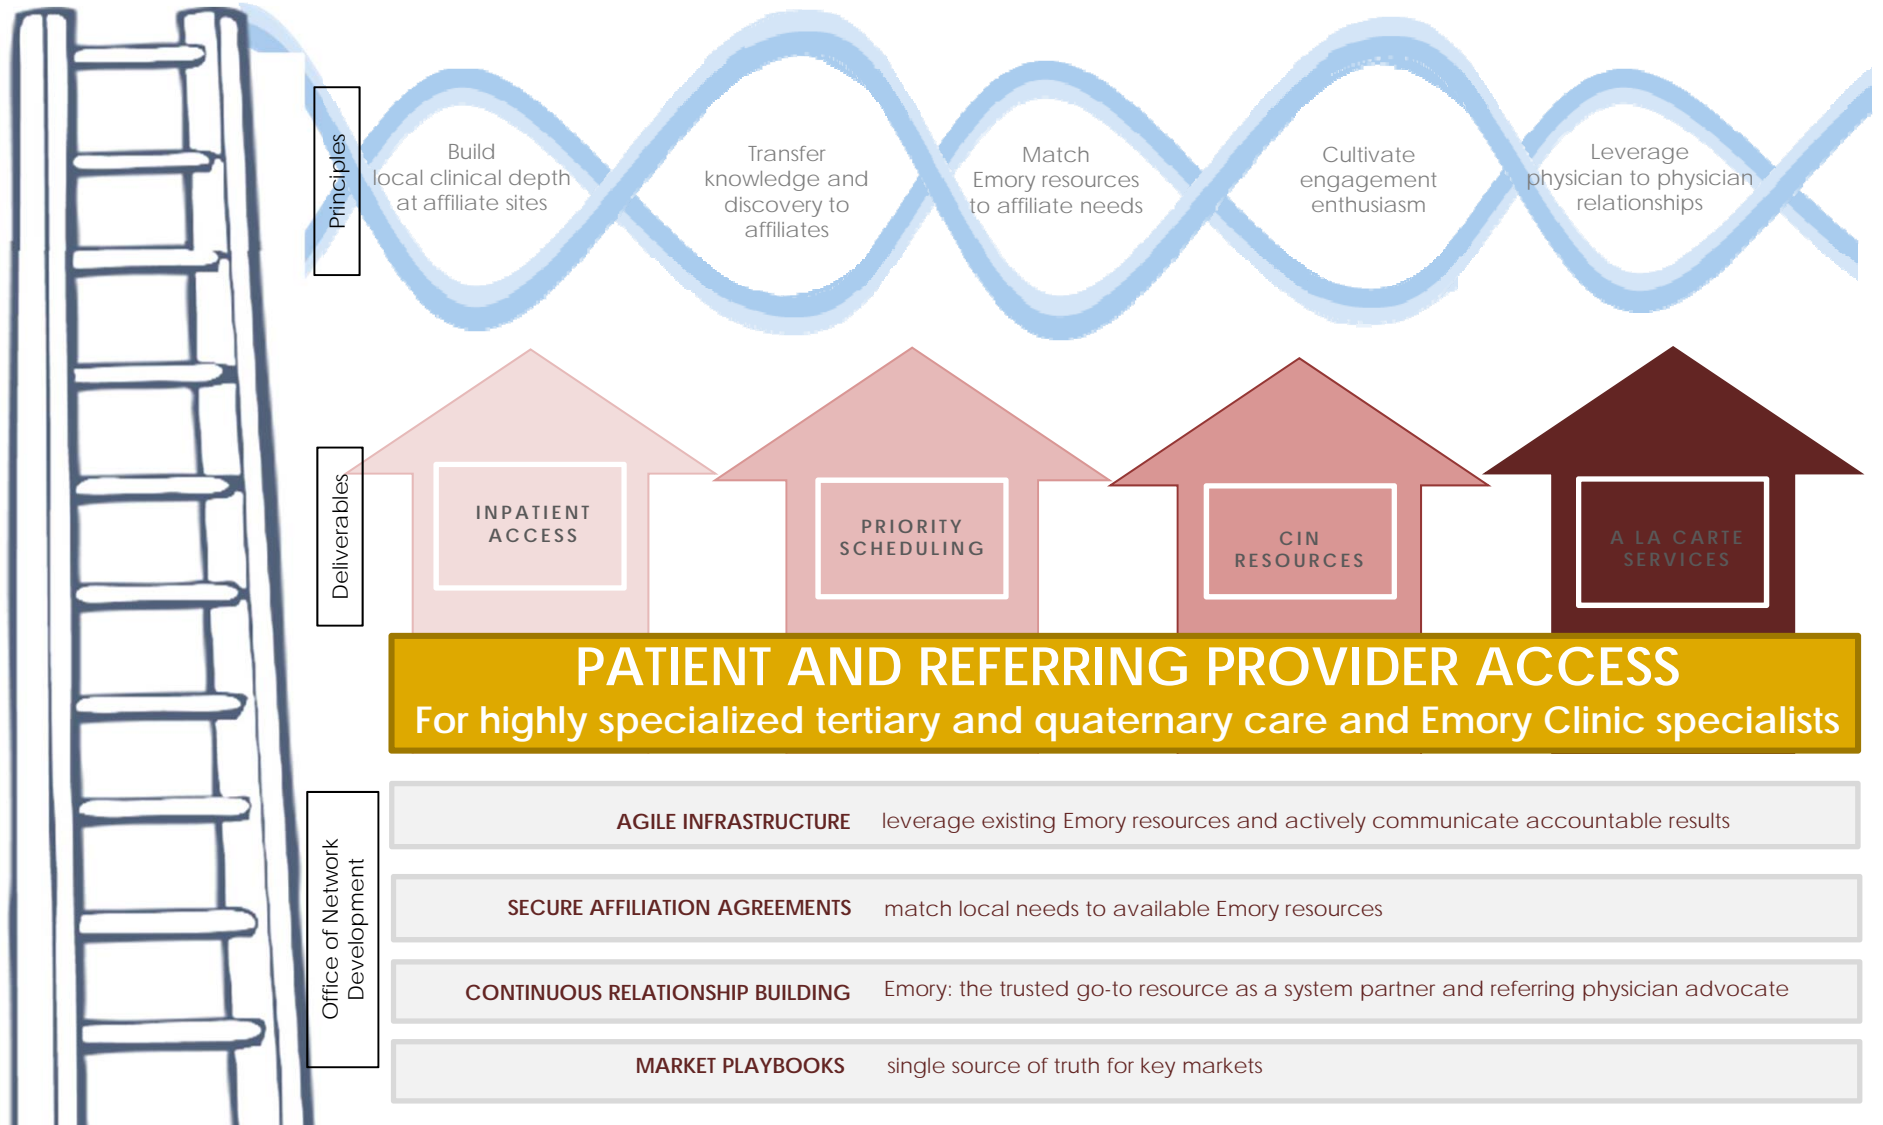 Principles
Build
local clinical depth
at affiliate sites
Transfer
knowledge and
discovery to
affiliates
Match
Emory resources
to affiliate needs
Cultivate
engagement
enthusiasm
Leverage
physician to physician
relationships
Deliverables
INPATIENT
ACCESS
PRIORITY
SCHEDULING
CIN
RESOURCES
A LA CARTE
SERVICES
PATIENT AND REFERRING PROVIDER ACCESS
For highly specialized tertiary and quaternary care and Emory Clinic specialists
Office of Network
Development
AGILE INFRASTRUCTURE leverage existing Emory resources and actively communicate accountable results
SECURE AFFILIATION AGREEMENTS match local needs to available Emory resources
CONTINUOUS RELATIONSHIP BUILDING Emory: the trusted go-to resource as a system partner and referring physician advocate
MARKET PLAYBOOKS single source of truth for key markets